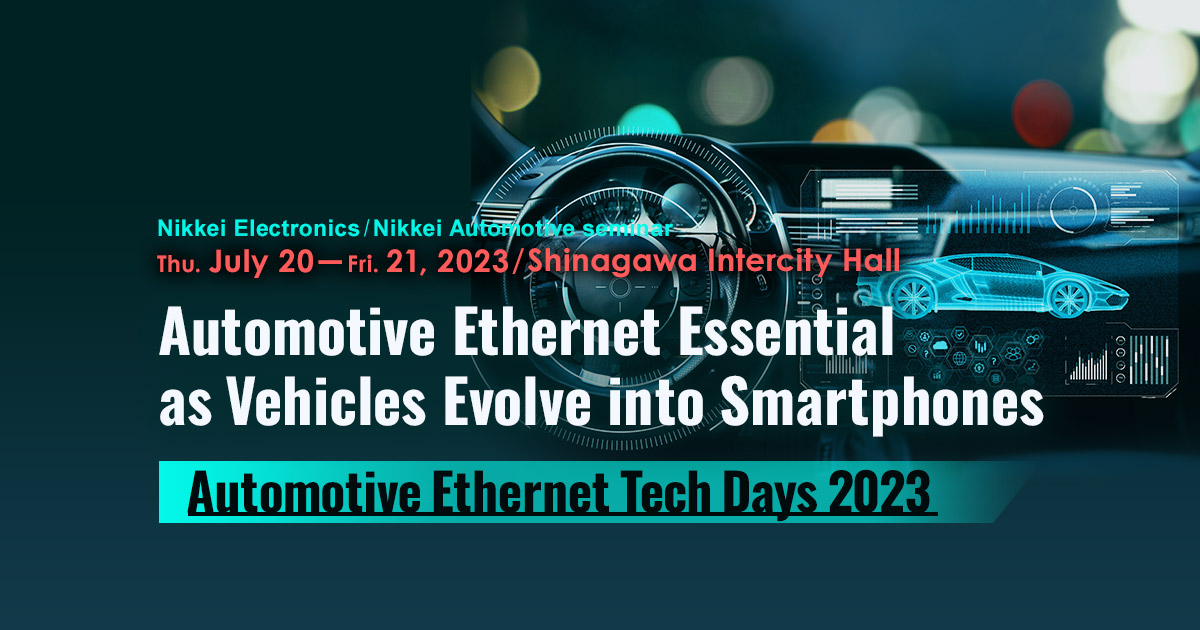 Nikkei Electronics/Nikkei Automotive seminar
Thu. July 20—Fri. 21, 2023/Shinagawa Intercity Hall
Automotive Ethernet Essential
as Vehicles Evolve into Smartphones
Automotive Ethernet Tech Days 2023